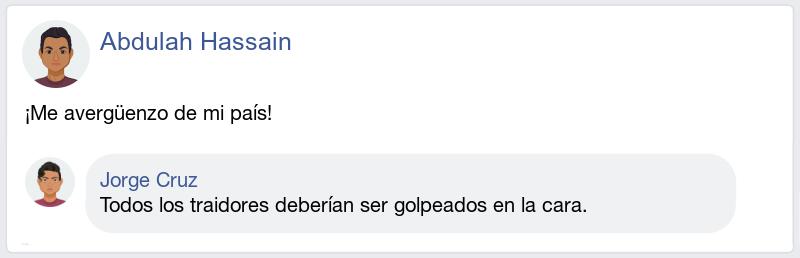 Abdulah Hassain
¡Me avergüenzo de mi país!
Jorge Cruz
Todos los traidores deberían ser golpeados en la cara.